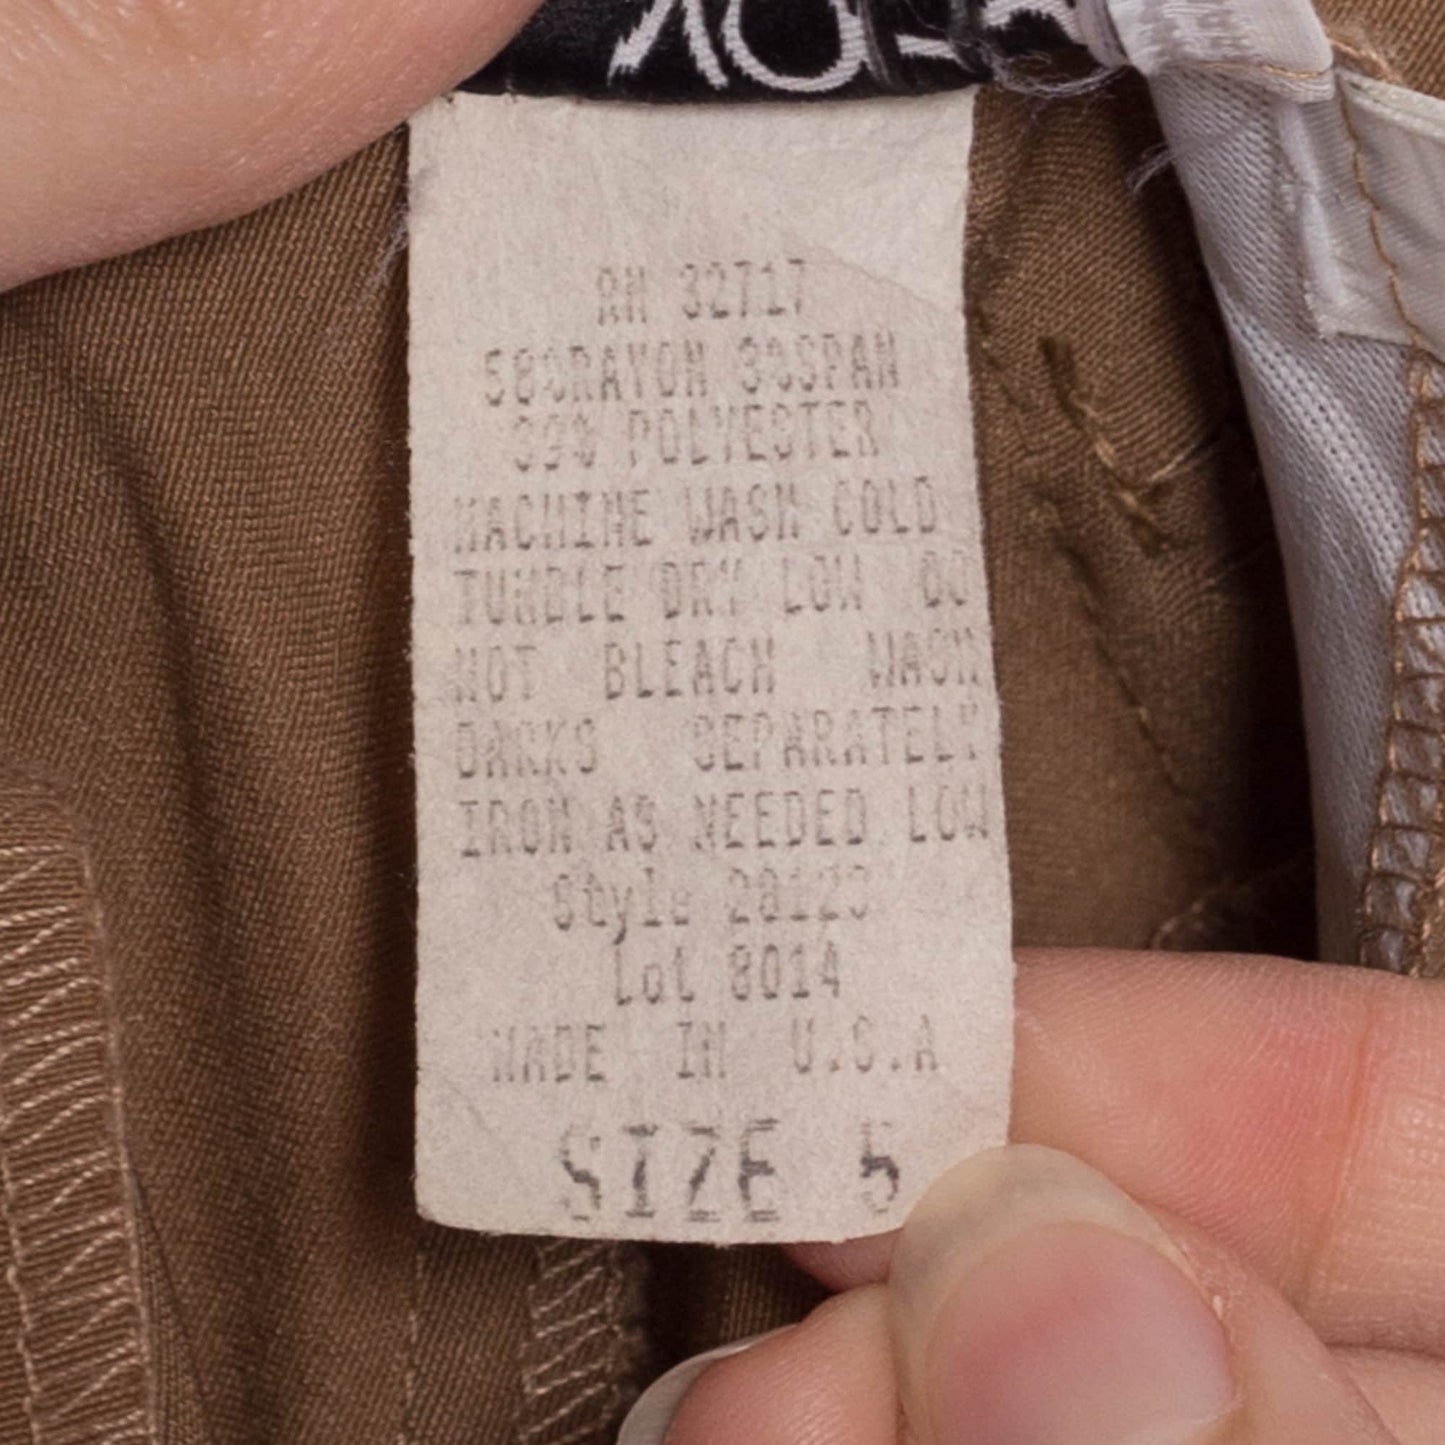 RN 32717
58%RAYON 3%SPAN
39% POLYESTER
MACHINE WASH COLD
TUMBLE DRY LOW DO
NOT BLEACH WASH
DARKS SEPARATELY
IRON AS NEEDED LOW
Style 28123
Lot 8014
MADE IN U.S.A
SIZE 5